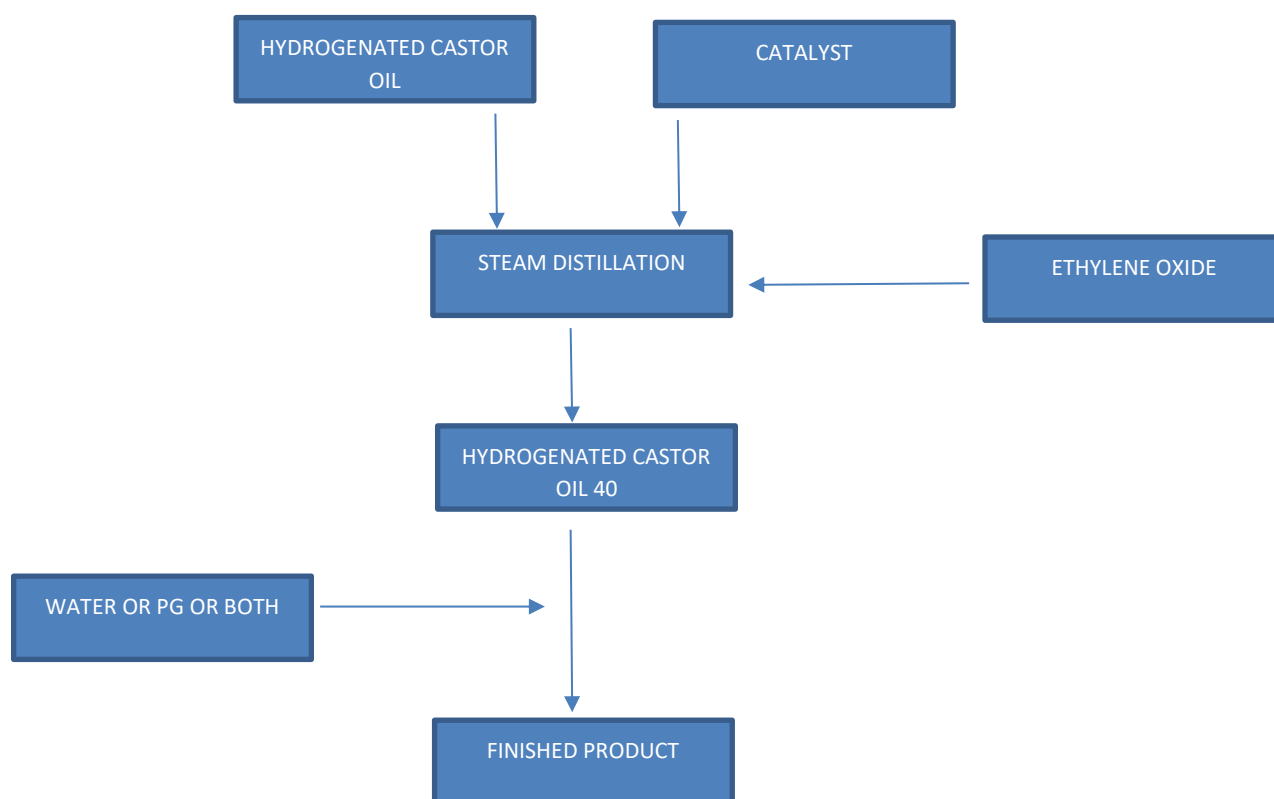 HYDROGENATED CASTOR
OIL
CATALYST
STEAM DISTILLATION
ETHYLENE OXIDE
HYDROGENATED CASTOR
OIL 40
WATER OR PG OR BOTH
FINISHED PRODUCT